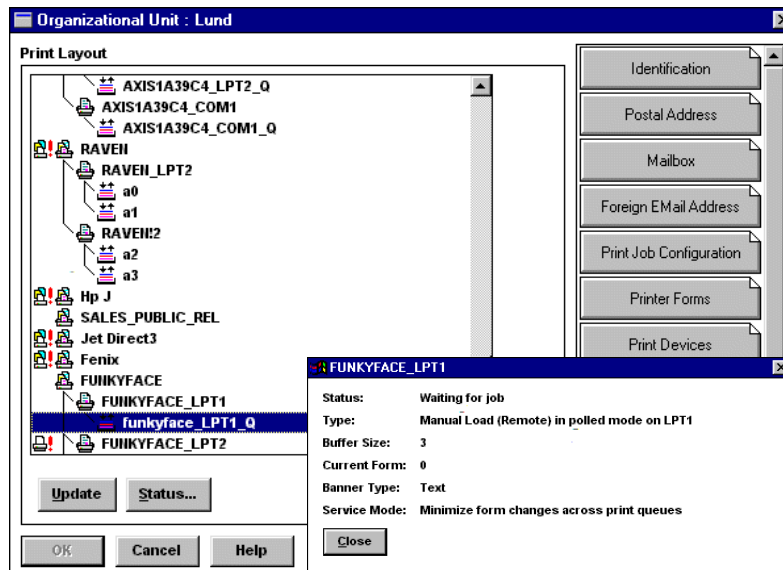 Organizational Unit : Lund
Print Layout
AXIS1A39C4_LPT2_Q
AXIS1A39C4_COM1
AXIS1A39C4_COM1_Q
RAVEN
RAVEN_LPT2
a0
a1
RAVEN!2
a2
a3
Hp J
SALES_PUBLIC_REL
Jet Direct3
Fenix
FUNKYFACE
FUNKYFACE_LPT1
funkyface_LPT1_Q
FUNKYFACE_LPT2
Update
Status...
OK
Cancel
Help
Identification
Postal Address
Mailbox
Foreign EMail Address
Print Job Configuration
Printer Forms
Print Devices
FUNKYFACE_LPT1
Status: Waiting for job
Type: Manual Load (Remote) in polled mode on LPT1
Buffer Size: 3
Current Form: 0
Banner Type: Text
Service Mode: Minimize form changes across print queues
Close